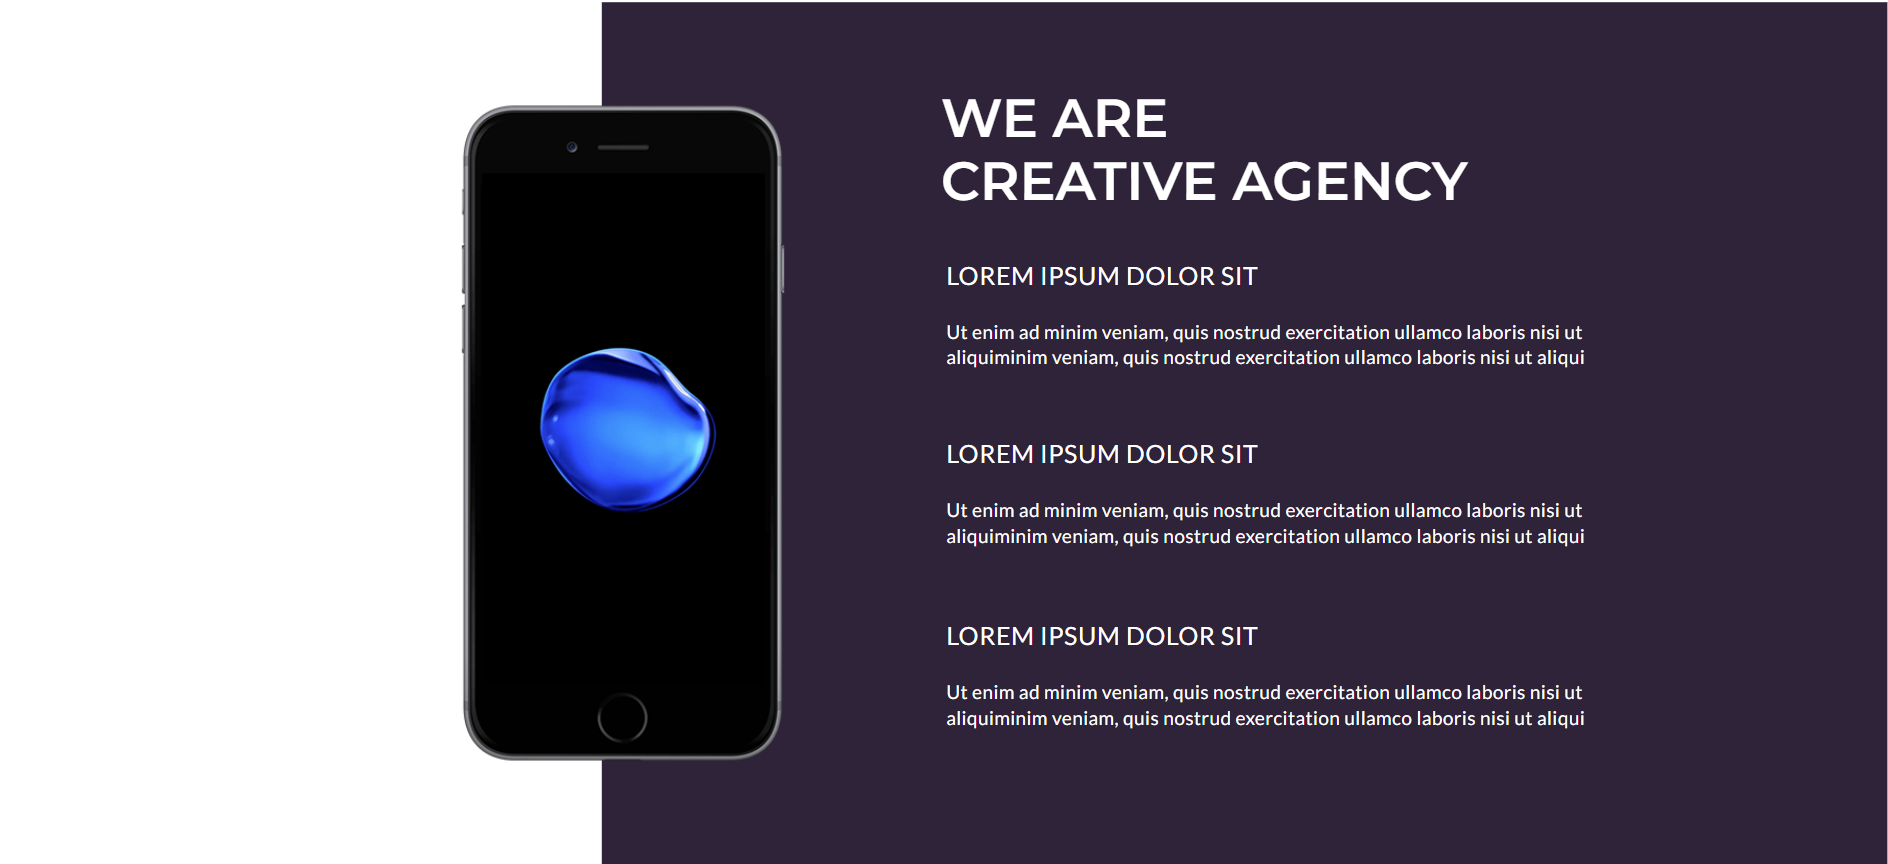 WE ARE
CREATIVE AGENCY
LOREM IPSUM DOLOR SIT
Ut enim ad minim veniam, quis nostrud exercitation ullamco laboris nisi ut
aliquiminim veniam, quis nostrud exercitation ullamco laboris nisi ut aliqui
LOREM IPSUM DOLOR SIT
Ut enim ad minim veniam, quis nostrud exercitation ullamco laboris nisi ut
aliquiminim veniam, quis nostrud exercitation ullamco laboris nisi ut aliqui
LOREM IPSUM DOLOR SIT
Ut enim ad minim veniam, quis nostrud exercitation ullamco laboris nisi ut
aliquiminim veniam, quis nostrud exercitation ullamco laboris nisi ut aliqui